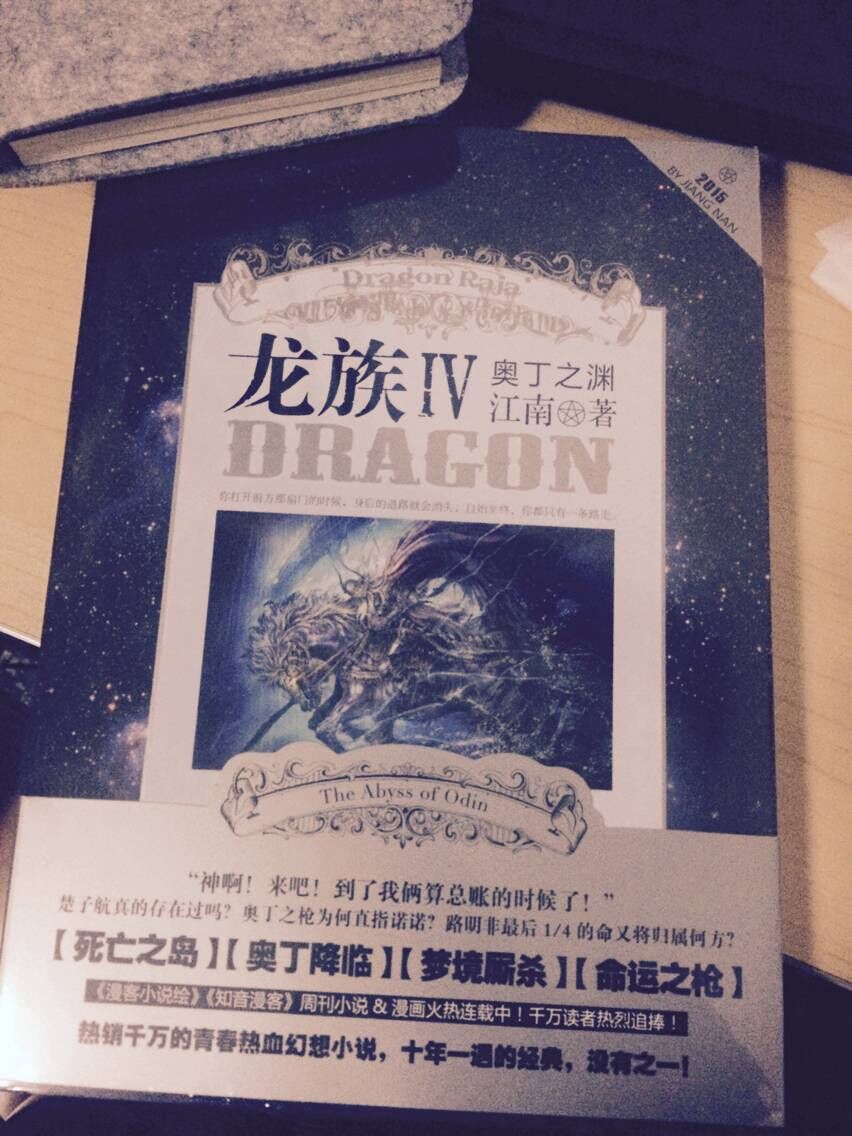 2015
BY JIANG NAN
Dragon Raja
龙族IV
奥丁之渊
江南 著
DRAGON
你打开前方那扇门的时候，身后的道路就会消失，自始至终，你都只有一条路走
The Abyss of Odin
“神啊！来吧！到了我俩算总账的时候了！”
楚子航真的存在过吗？奥丁之枪为何直指诺诺？路明非最后1/4的命又将归属何方？
【死亡之岛】【奥丁降临】【梦境厮杀】【命运之枪】
《漫客小说绘》《知音漫客》周刊小说&漫画火热连载中！千万读者热烈追捧！
热销千万的青春热血幻想小说，十年一遇的经典，没有之一！